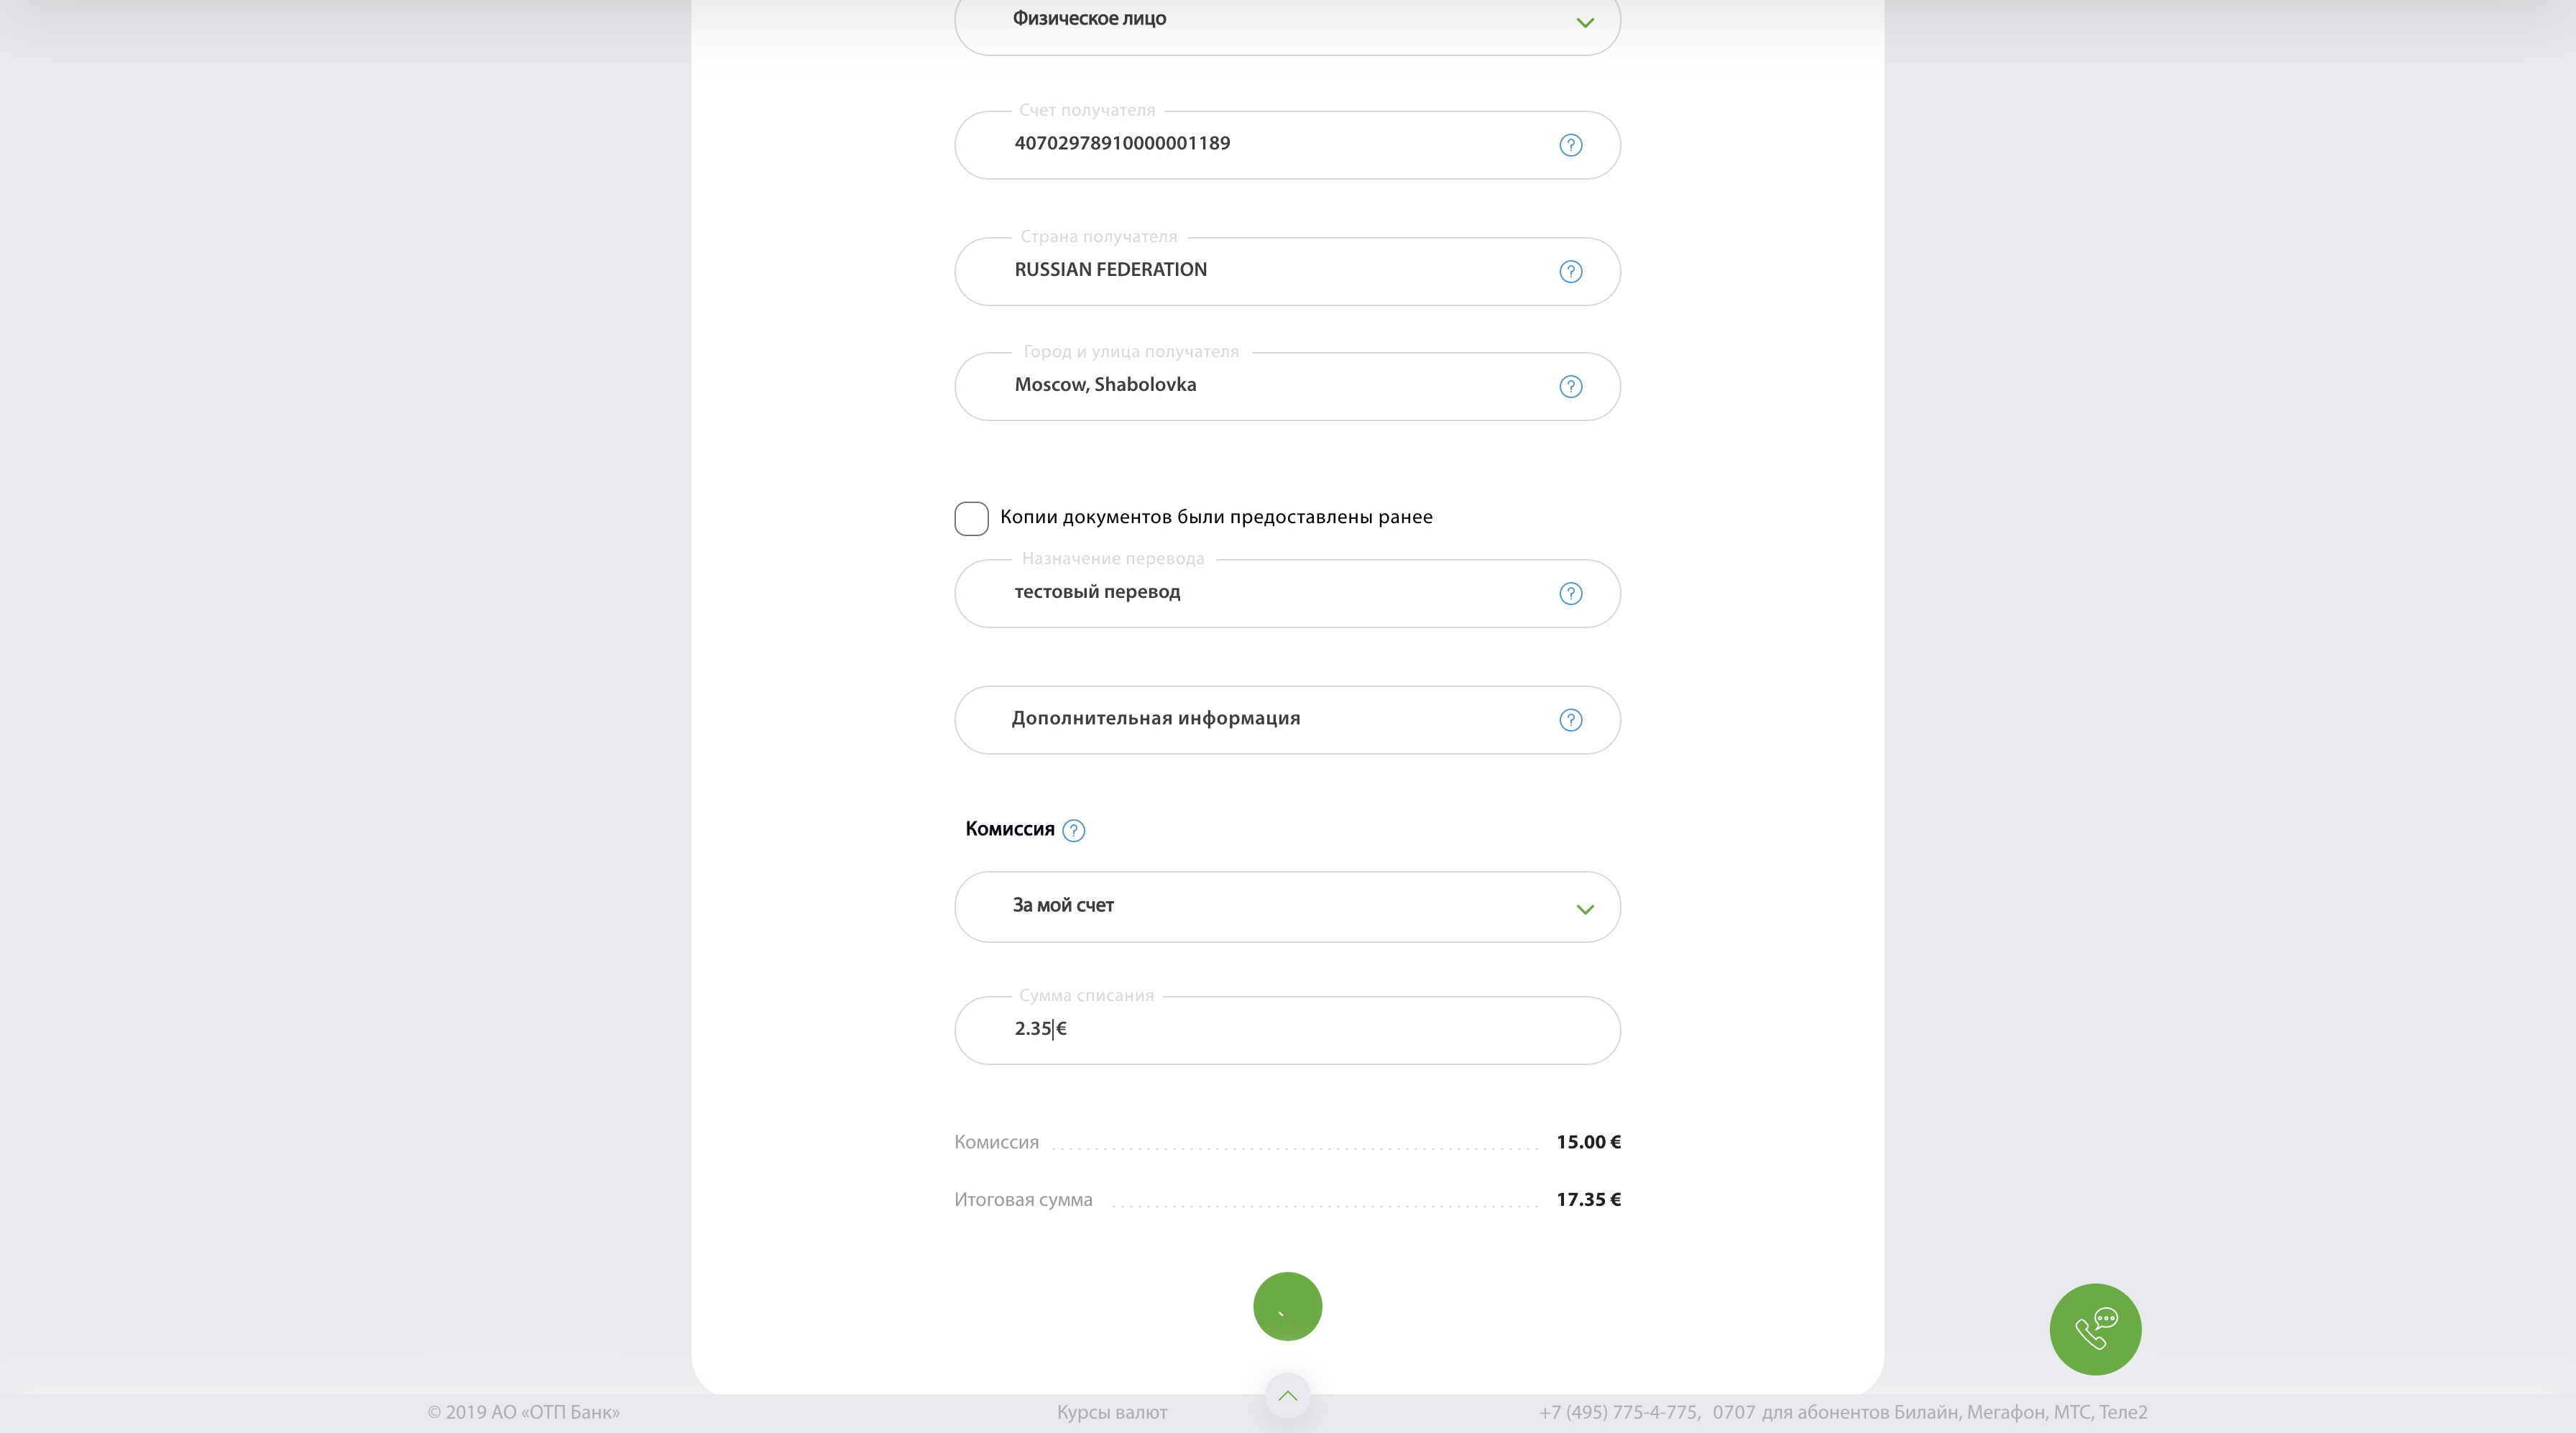 Физическое лицо
Счет получателя
40702978910000001189
Страна получателя
RUSSIAN FEDERATION
Город и улица получателя
Moscow, Shabolovka
Копии документов были предоставлены ранее
Назначение перевода
тестовый перевод
Дополнительная информация
Комиссия
За мой счет
Сумма списания
2.35 €
Комиссия 15.00 €
Итоговая сумма 17.35 €
© 2019 АО «ОТП Банк» Курсы валют +7 (495) 775-4-775, 0707 для абонентов Билайн, Мегафон, МТС, Теле2